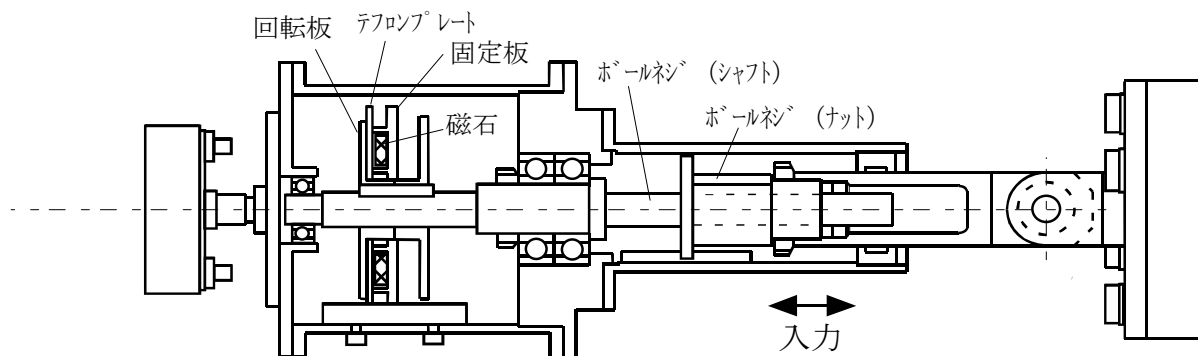 回転板
ﾃﾌﾛﾝﾌﾟﾚｰﾄ
固定板
磁石
ﾎﾞｰﾙﾈｼﾞ (ｼｬﾌﾄ)
ﾎﾞｰﾙﾈｼﾞ (ﾅｯﾄ)
入力